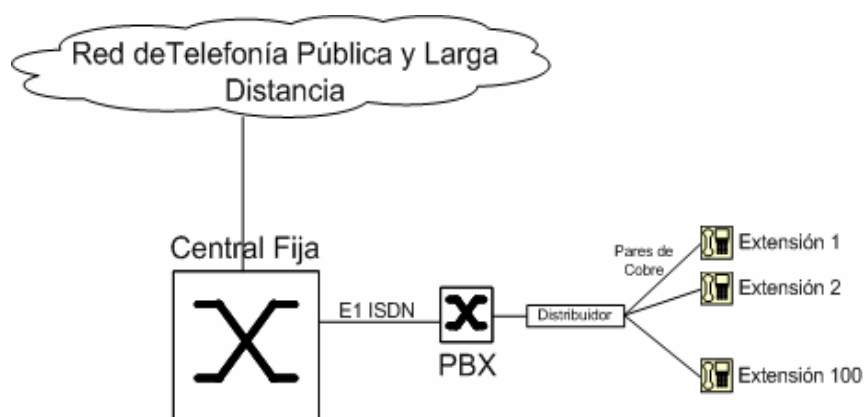 Red deTelefonía Pública y Larga
Distancia
Central Fija
E1 ISDN
PBX
Distribuidor
Pares de
Cobre
Extensión 1
Extensión 2
Extensión 100